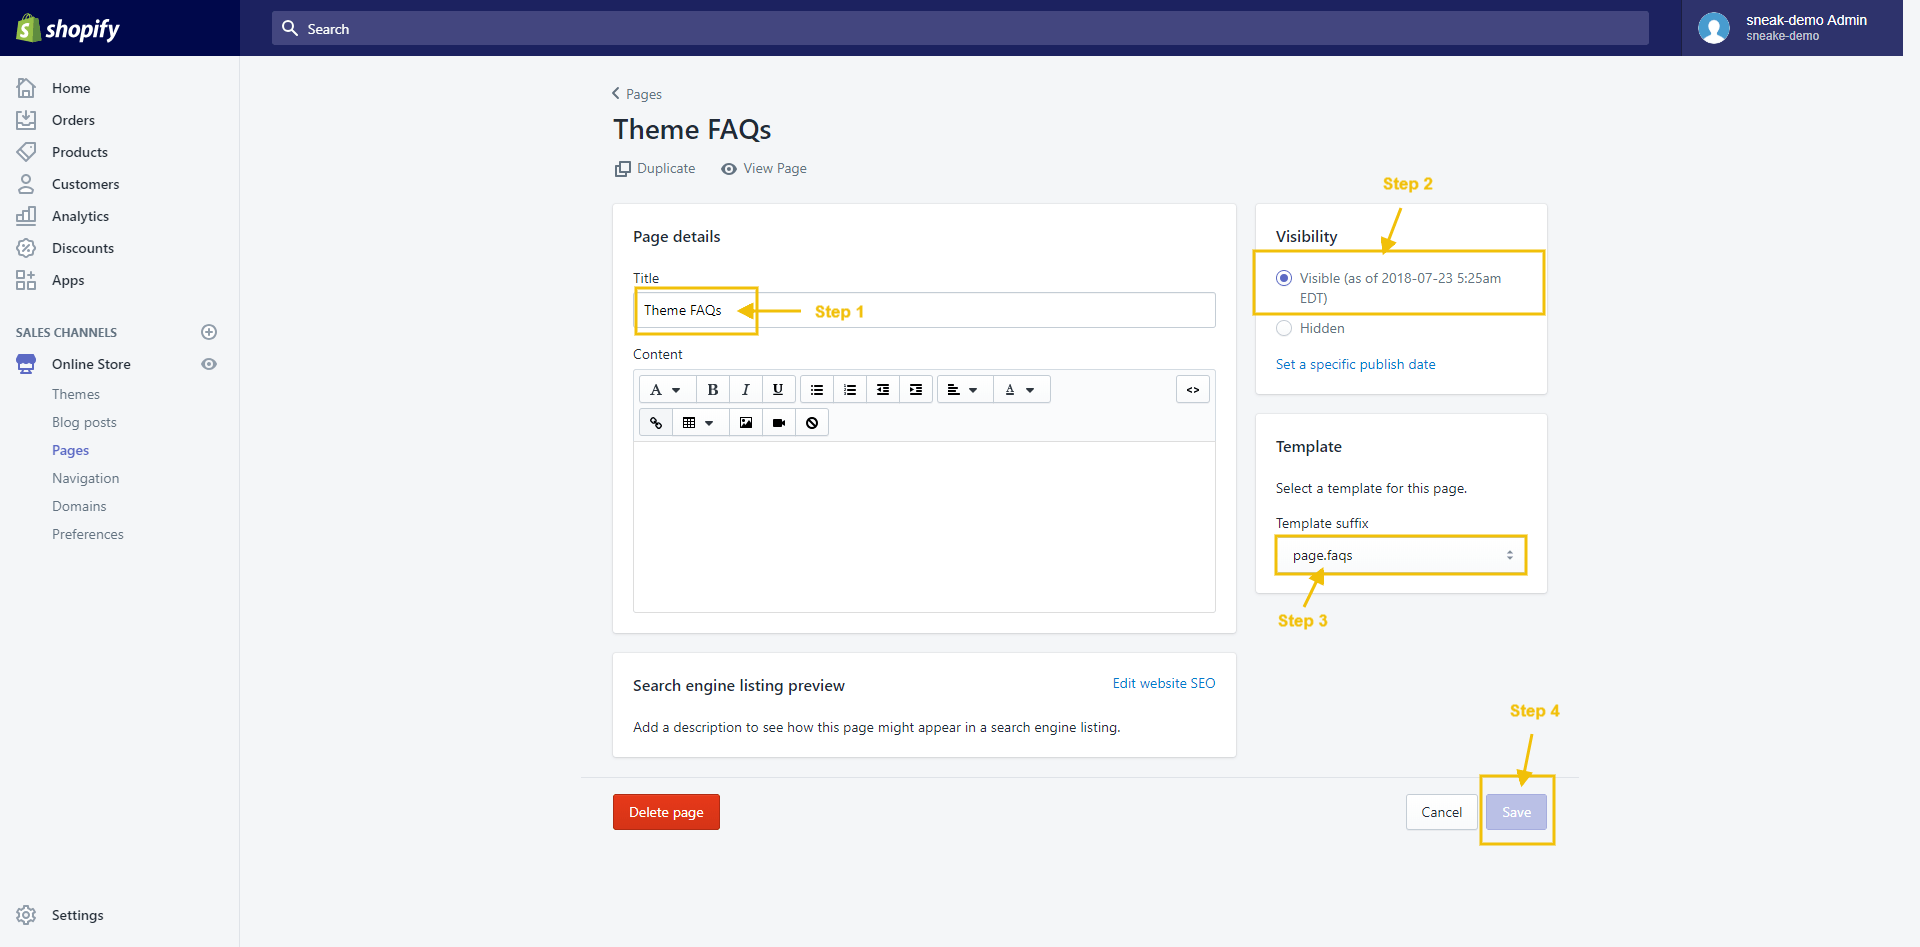 shopify
Search
sneak-demo Admin
sneake-demo
Home
Orders
Products
Customers
Analytics
Discounts
Apps
SALES CHANNELS
Online Store
Themes
Blog posts
Pages
Navigation
Domains
Preferences
Settings
Pages
Theme FAQs
Duplicate
View Page
Page details
Title
Theme FAQs
Step 1
Content
A
B
I
U
A
<>
Search engine listing preview
Edit website SEO
Add a description to see how this page might appear in a search engine listing.
Step 2
Visibility
Visible (as of 2018-07-23 5:25am
EDT)
Hidden
Set a specific publish date
Template
Select a template for this page.
Template suffix
page.faqs
Step 3
Step 4
Delete page
Cancel
Save